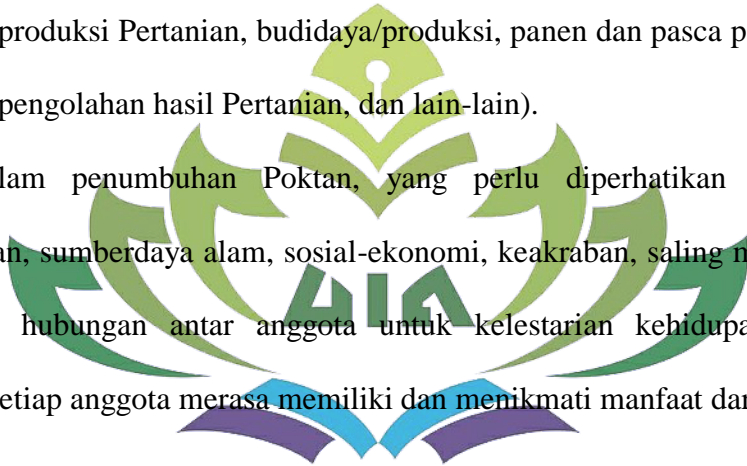 produksi Pertanian, budidaya/produksi, panen dan pasca p
pengolahan hasil Pertanian, dan lain-lain).
lam penumbuhan Poktan, yang perlu diperhatikan
an, sumberdaya alam, sosial-ekonomi, keakraban, saling m
UIN
hubungan antar anggota untuk kelestarian kehidupa
etiap anggota merasa memiliki dan menikmati manfaat dar